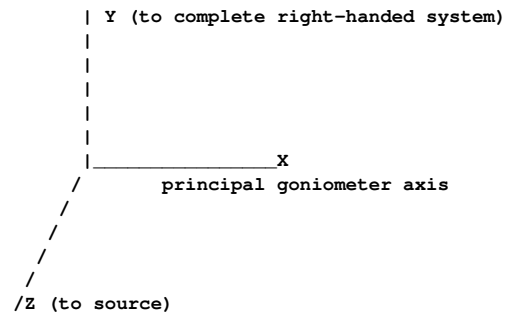 Y (to complete right-handed system)
X
principal goniometer axis
Z (to source)